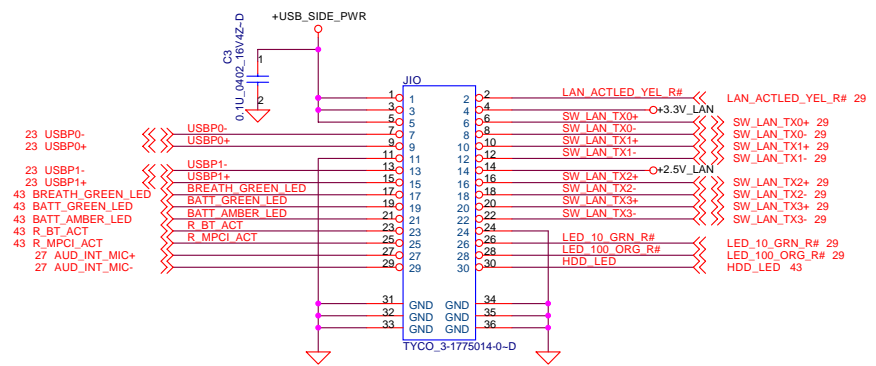 +USB_SIDE_PWR
C3
0.1U_0402_16V4Z~D
1
2
JIO
1 1 2 2 LAN_ACTLED_YEL_R# LAN_ACTLED_YEL_R# 29
3 3 4 4 +3.3V_LAN
5 5 6 6 SW_LAN_TX0+ SW_LAN_TX0+ 29
23 USBP0- USBP0- 7 7 8 8 SW_LAN_TX0- SW_LAN_TX0- 29
23 USBP0+ USBP0+ 9 9 10 10 SW_LAN_TX1+ SW_LAN_TX1+ 29
11 11 12 12 SW_LAN_TX1- SW_LAN_TX1- 29
23 USBP1- USBP1- 13 13 14 14 +2.5V_LAN
23 USBP1+ USBP1+ 15 15 16 16 SW_LAN_TX2+ SW_LAN_TX2+ 29
43 BREATH_GREEN_LED BREATH_GREEN_LED 17 17 18 18 SW_LAN_TX2- SW_LAN_TX2- 29
43 BATT_GREEN_LED BATT_GREEN_LED 19 19 20 20 SW_LAN_TX3+ SW_LAN_TX3+ 29
43 BATT_AMBER_LED BATT_AMBER_LED 21 21 22 22 SW_LAN_TX3- SW_LAN_TX3- 29
43 R_BT_ACT R_BT_ACT 23 23 24 24
43 R_MPCI_ACT R_MPCI_ACT 25 25 26 26 LED_10_GRN_R# LED_10_GRN_R# 29
27 AUD_INT_MIC+ 27 27 28 28 LED_100_ORG_R# LED_100_ORG_R# 29
27 AUD_INT_MIC- 29 29 30 30 HDD_LED HDD_LED 43
31 GND GND 34
32 GND GND 35
33 GND GND 36
TYCO_3-1775014-0~D